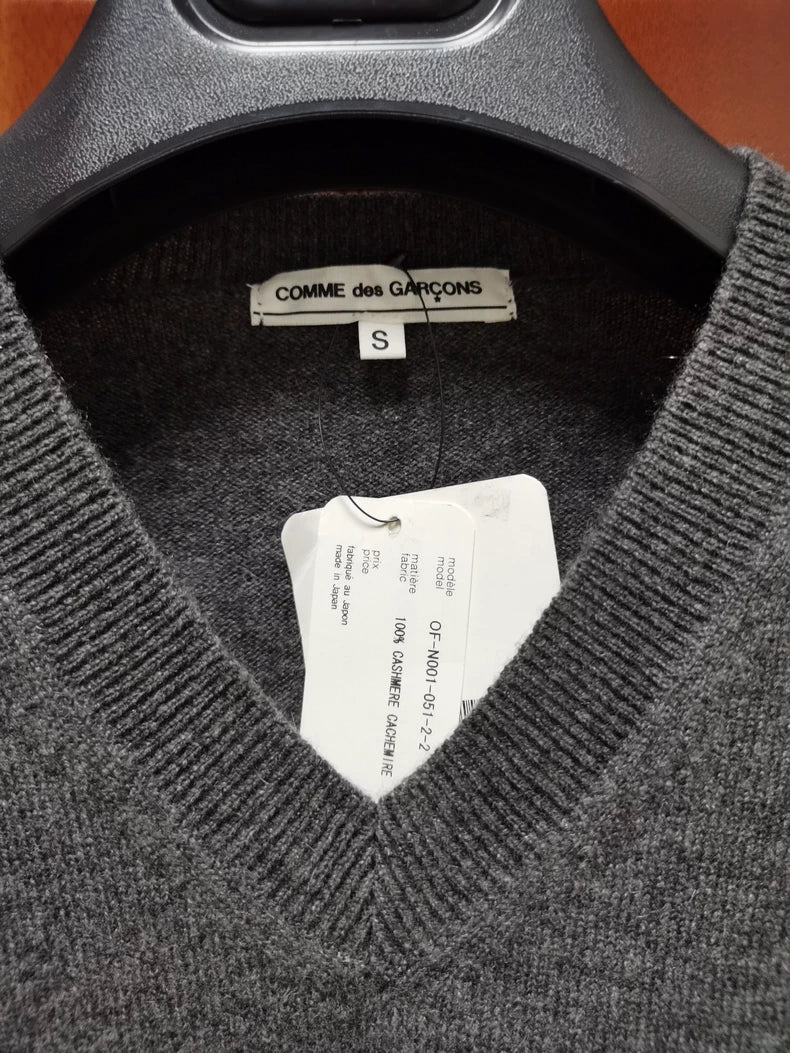 COMME des GARÇONS
S
modèle
model
OF-N001-051-2-2
matière
fabric
100% CASHMERE CACHEMIRE
prix
price
fabriqué au Japon
made in Japan